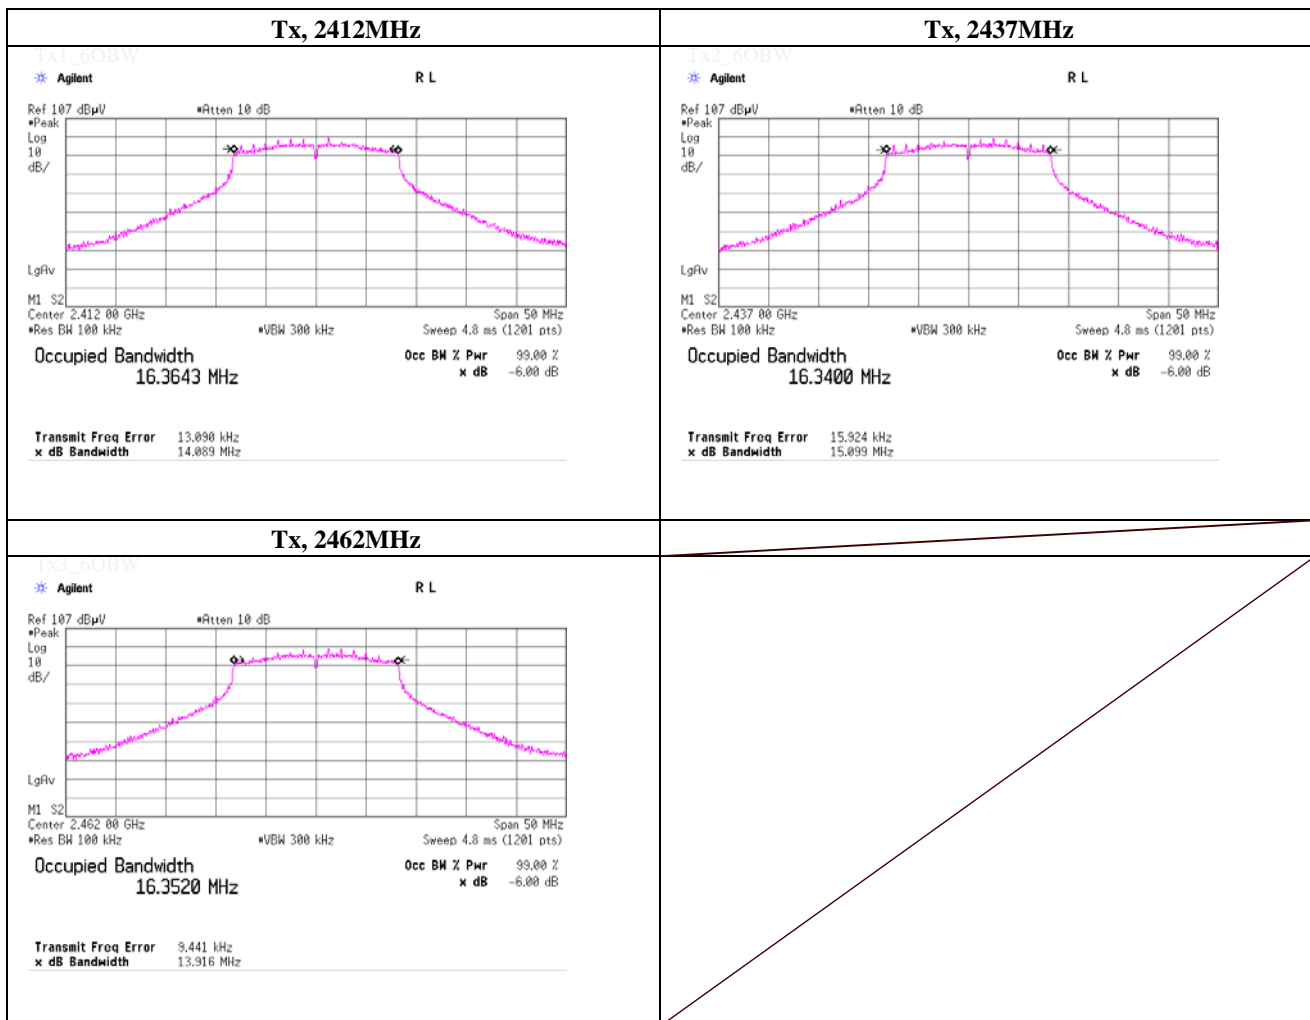 Tx, 2412MHz
Tx1_6OBW
Agilent R L
Ref 107 dBµV *Atten 10 dB
*Peak
Log
10
dB/
LgAv
M1 S2
Center 2.412 00 GHz Span 50 MHz
*Res BW 100 kHz *VBW 300 kHz Sweep 4.8 ms (1201 pts)
Occupied Bandwidth Occ BW % Pwr 99.00 %
16.3643 MHz x dB -6.00 dB
Transmit Freq Error 13.090 kHz
x dB Bandwidth 14.089 MHz
Tx, 2437MHz
Tx2_6OBW
Agilent R L
Ref 107 dBµV *Atten 10 dB
*Peak
Log
10
dB/
LgAv
M1 S2
Center 2.437 00 GHz Span 50 MHz
*Res BW 100 kHz *VBW 300 kHz Sweep 4.8 ms (1201 pts)
Occupied Bandwidth Occ BW % Pwr 99.00 %
16.3400 MHz x dB -6.00 dB
Transmit Freq Error 15.924 kHz
x dB Bandwidth 15.099 MHz
Tx, 2462MHz
Tx3_6OBW
Agilent R L
Ref 107 dBµV *Atten 10 dB
*Peak
Log
10
dB/
LgAv
M1 S2
Center 2.462 00 GHz Span 50 MHz
*Res BW 100 kHz *VBW 300 kHz Sweep 4.8 ms (1201 pts)
Occupied Bandwidth Occ BW % Pwr 99.00 %
16.3520 MHz x dB -6.00 dB
Transmit Freq Error 9.441 kHz
x dB Bandwidth 13.916 MHz